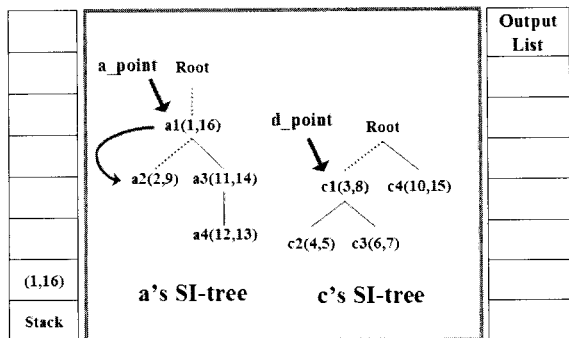 Output
List
a_point
Root
d_point
Root
a1(1,16)
a2(2,9) a3(11,14)
c1(3,8) c4(10,15)
a4(12,13)
c2(4,5) c3(6,7)
(1,16)
a's SI-tree
c's SI-tree
Stack